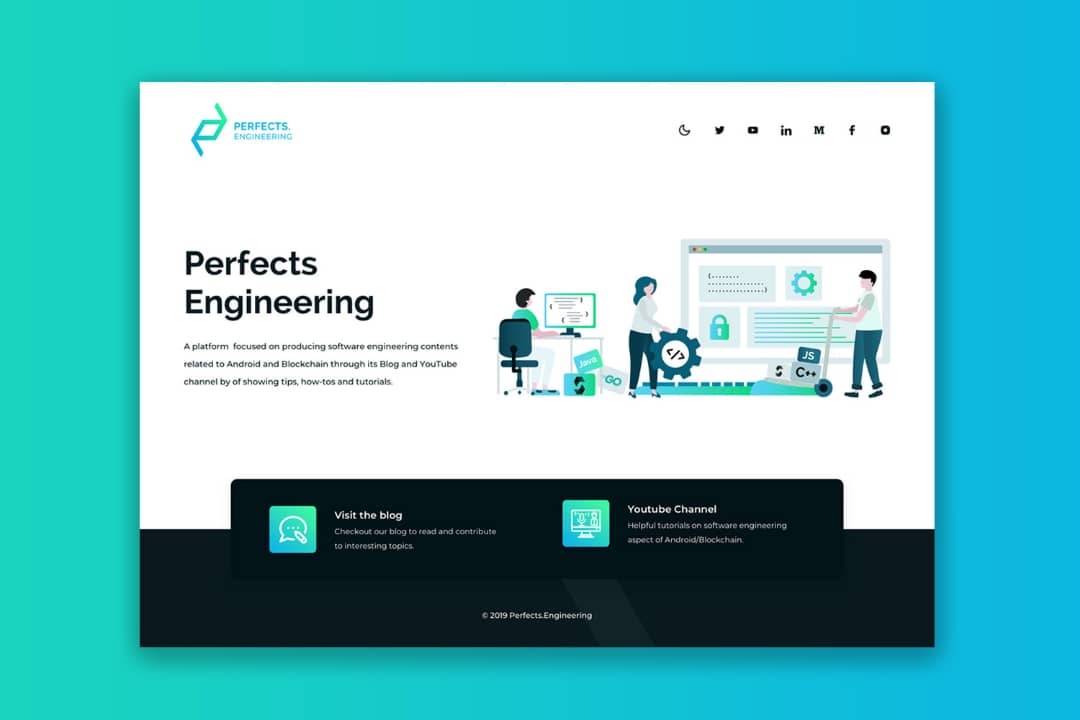 PERFECTS.
ENGINEERING
M
Perfects
Engineering
A platform focused on producing software engineering contents
related to Android and Blockchain through its Blog and YouTube
channel by of showing tips, how-tos and tutorials.
Java
GO
</>
JS
C++
Visit the blog
Checkout our blog to read and contribute
to interesting topics.
Youtube Channel
Helpful tutorials on software engineering
aspect of Android/Blockchain.
© 2019 Perfects.Engineering